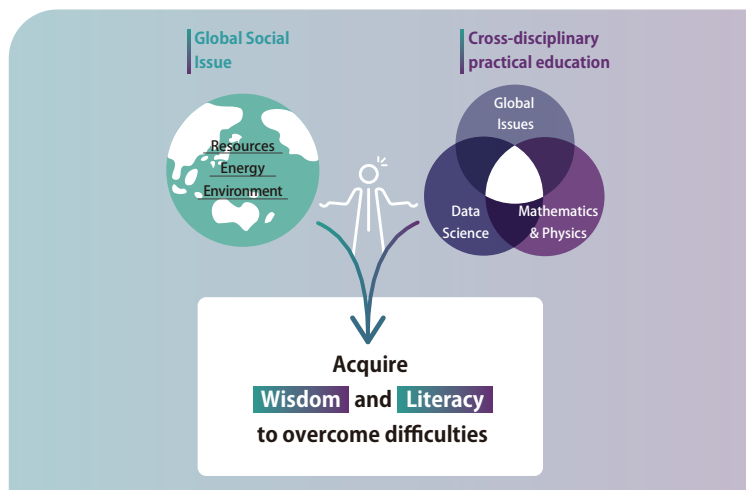 Global Social
Issue
Resources
Energy
Environment
Cross-disciplinary
practical education
Global
Issues
Data
Science
Mathematics
& Physics
Acquire
Wisdom and Literacy
to overcome difficulties